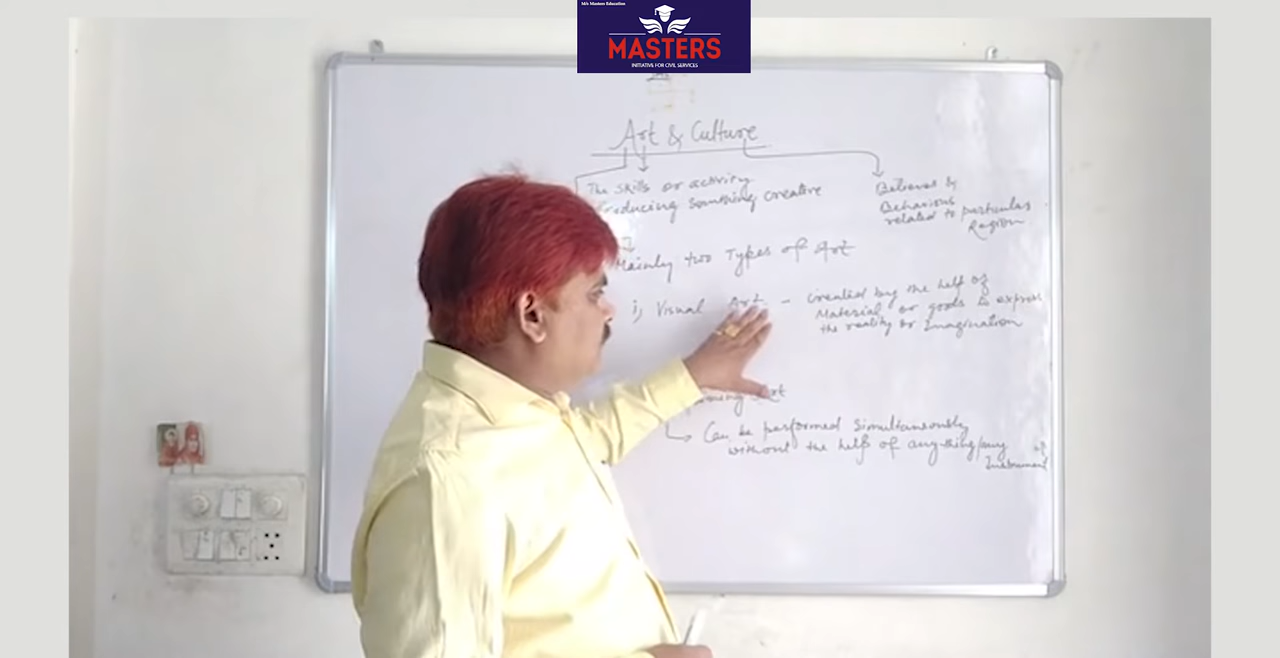 M/s Masters Education
MASTERS
INITIATIVE FOR CIVIL SERVICES
Art & Culture
The skills or activity
producing something creative
Believes &
Behaviours
related to particular
Region
Mainly two Types of Art
i) Visual Art - Created by the help of
Material or goods to express
the reality or Imagination
Art
Can be performed simultaneously
without the help of anything/any
of
Instrument